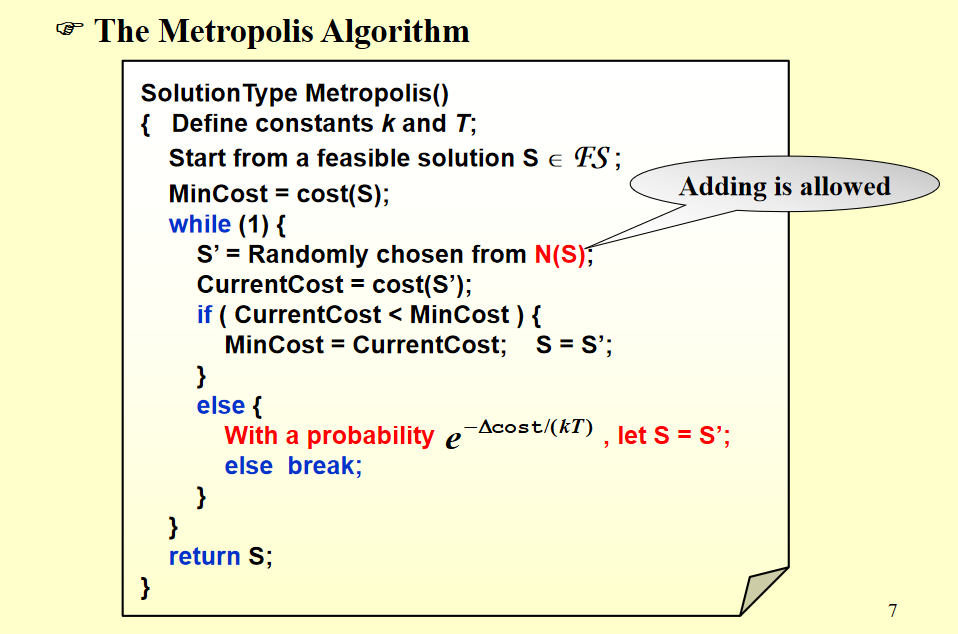 ☞ The Metropolis Algorithm
SolutionType Metropolis()
{ Define constants k and T;
Start from a feasible solution S ∈ FS ;
MinCost = cost(S);
while (1) {
S’ = Randomly chosen from N(S);
Adding is allowed
CurrentCost = cost(S’);
if ( CurrentCost < MinCost ) {
MinCost = CurrentCost; S = S’;
}
else {
With a probability e^−Δcost/(kT) , let S = S’;
else break;
}
}
return S;
}
7